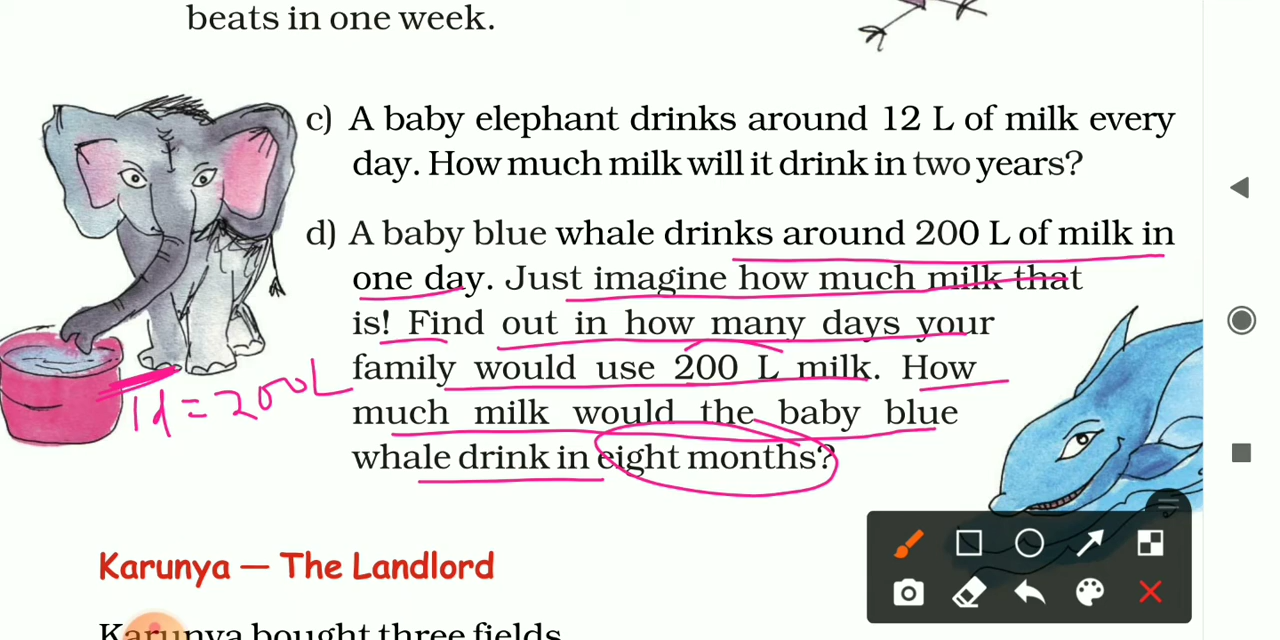 beats in one week.
c) A baby elephant drinks around 12 L of milk every
day. How much milk will it drink in two years?
d) A baby blue whale drinks around 200 L of milk in
one day. Just imagine how much milk that
is! Find out in how many days your
family would use 200 L milk. How
much milk would the baby blue
whale drink in eight months?
1d = 200L
Karunya — The Landlord
Karunya bought three fields